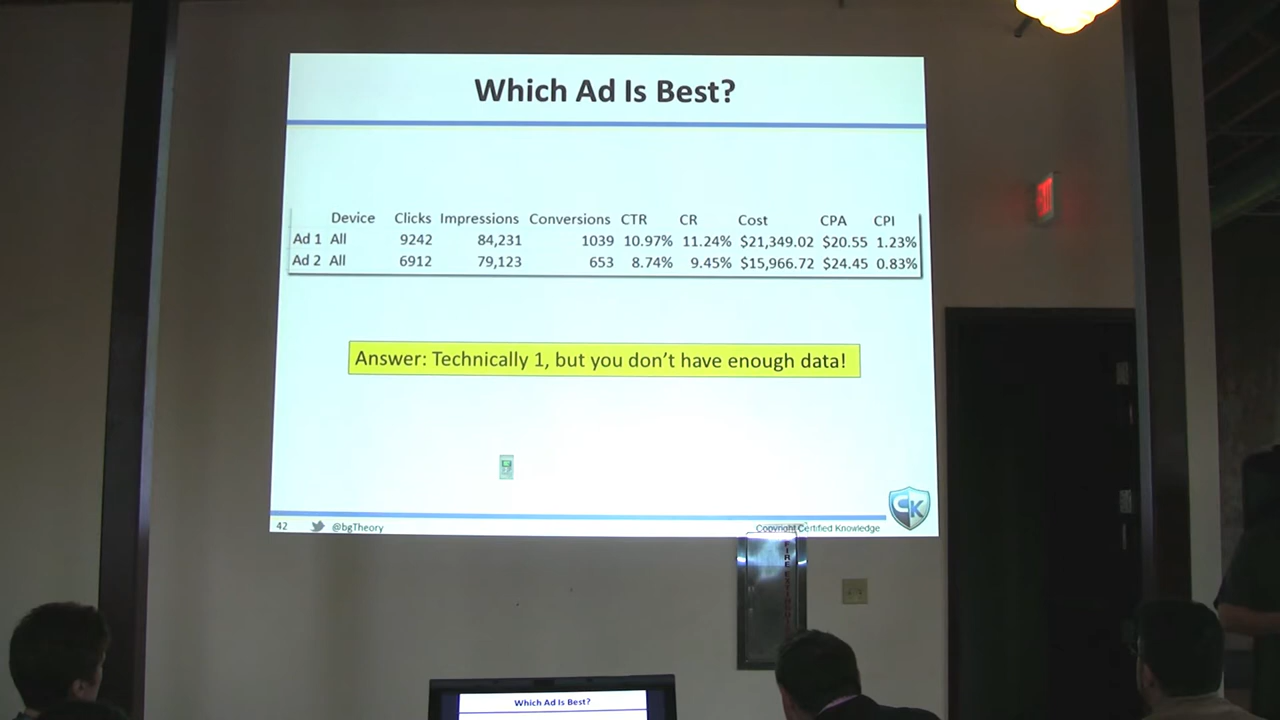 Which Ad Is Best?
Device Clicks Impressions Conversions CTR CR Cost CPA CPI
Ad 1 All 9242 84,231 1039 10.97% 11.24% $21,349.02 $20.55 1.23%
Ad 2 All 6912 79,123 653 8.74% 9.45% $15,966.72 $24.45 0.83%
Answer: Technically 1, but you don't have enough data!
42 @bgTheory Copyright Certified Knowledge
CK
Which Ad Is Best?